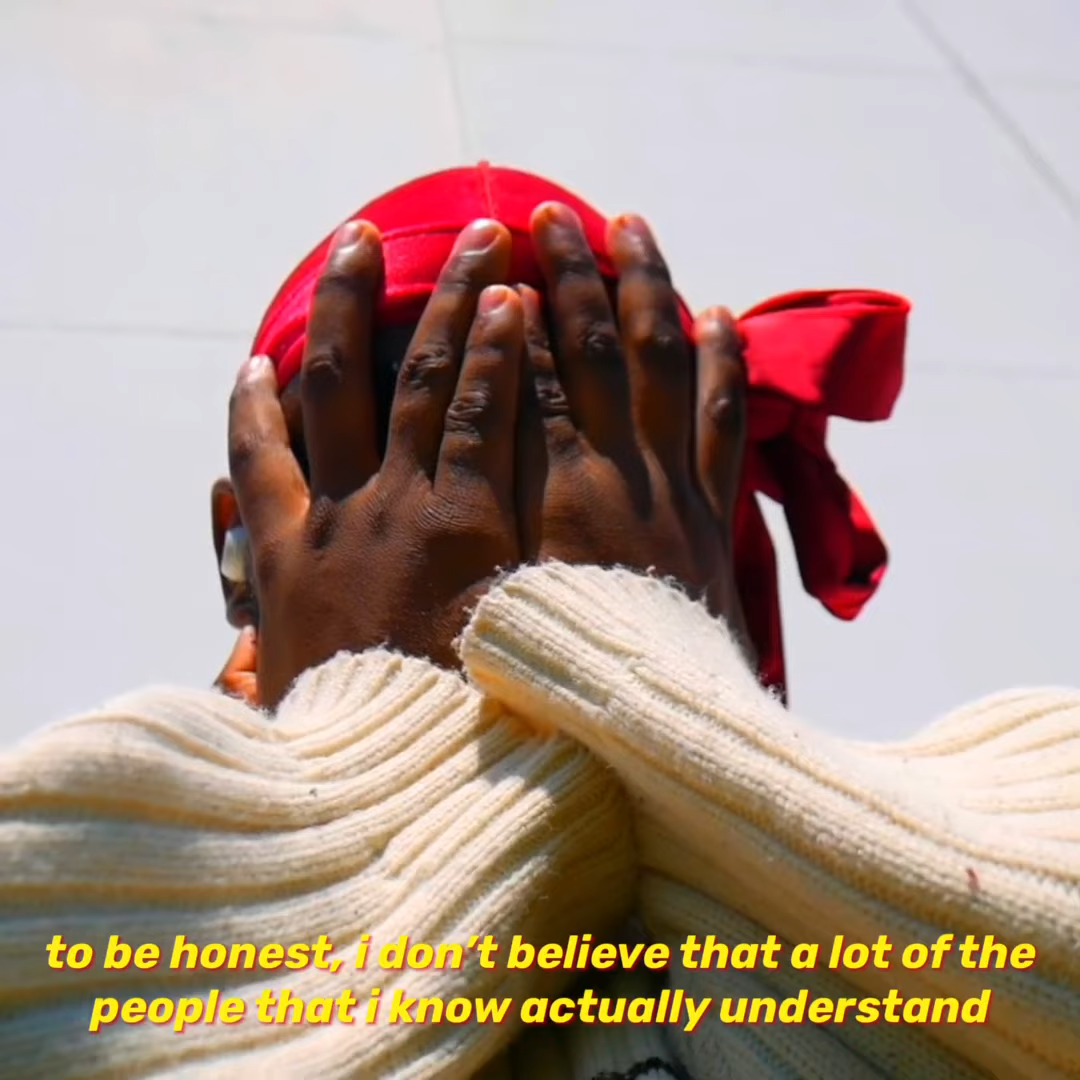 to be honest, i don't believe that a lot of the
people that i know actually understand